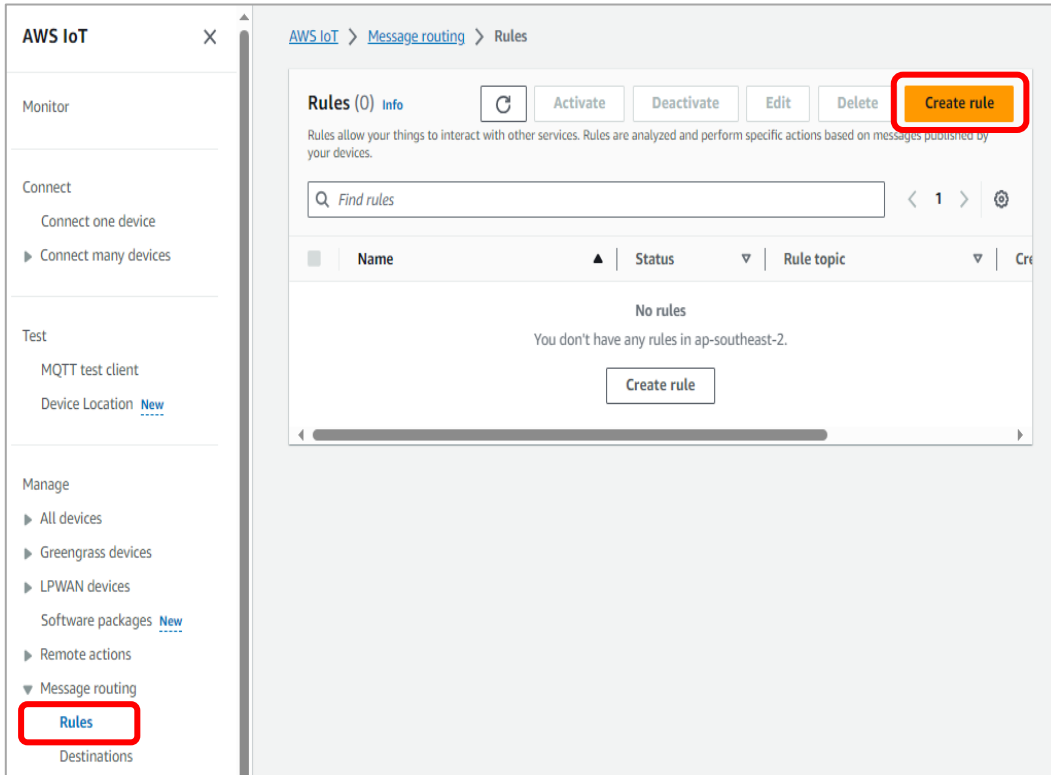 AWS IoT
Monitor
Connect
Connect one device
Connect many devices
Test
MQTT test client
Device Location New
Manage
All devices
Greengrass devices
LPWAN devices
Software packages New
Remote actions
Message routing
Rules
Destinations
AWS IoT > Message routing > Rules
Rules (0) Info
Activate
Deactivate
Edit
Delete
Create rule
Rules allow your things to interact with other services. Rules are analyzed and perform specific actions based on messages published by
your devices.
Find rules
1
Name Status Rule topic Cre
No rules
You don't have any rules in ap-southeast-2.
Create rule